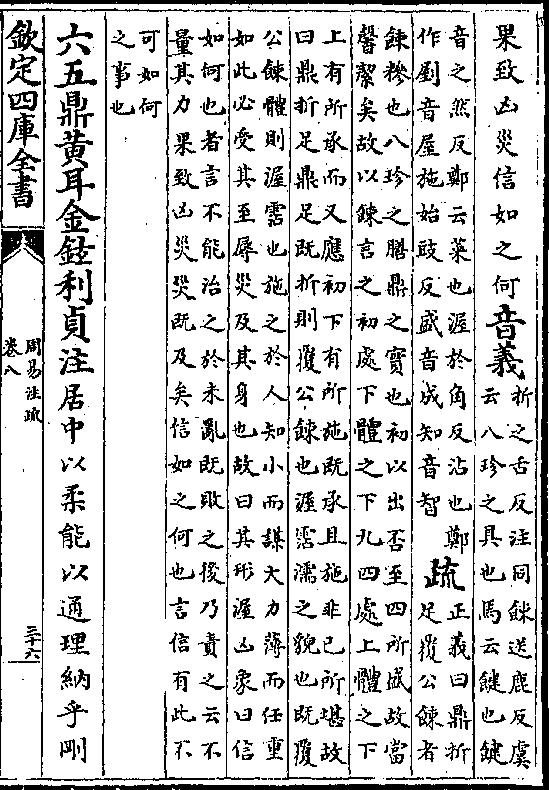 果致凶災信如之何音義折之舌反注同餗送鹿反虞
云八珍之具也馬云䭈也䭈
音之然反鄭云菜也渥於角反沾也鄭
作剭音屋施始豉反盛音成知音智
疏正義曰鼎折
足覆公餗者
餗糝也八珍之膳鼎之實也初以出否至四所盛故當
馨潔矣故以餗言之初處下體之下九四處上體之下
上有所承而又應初下有所施既承且施非已所堪故
曰鼎折足鼎足既折則覆公餗也渥霑濡之貌也既覆
公餗體則渥霑也施之於人知小而謀大力薄而任重
如此必受其至辱災及其身也故曰其形渥凶象曰信
如何也者言不能治之於未亂既敗之後乃責之云不
量其力果致凶災災既及矣信如之何也言信有此不
可如何
之事也
六五鼎黄耳金鉉利貞注居中以柔能以通理納乎剛
欽定四庫全書
周易注疏
卷八
三十六